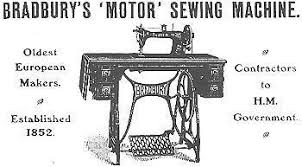 BRADBURY'S 'MOTOR' SEWING MACHINE.
Oldest
European
Makers.
Established
1852.
BRADBURY
Contractors
to
H.M.
Government.